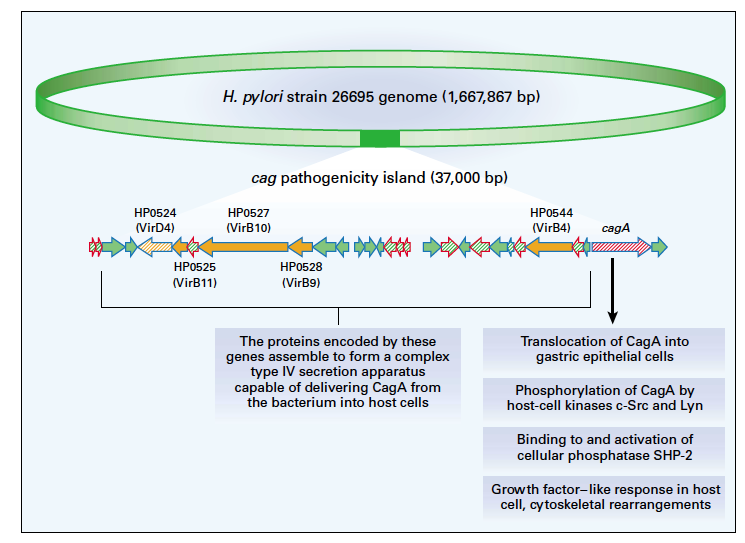 H. pylori strain 26695 genome (1,667,867 bp)
cag pathogenicity island (37,000 bp)
HP0524
(VirD4)
HP0527
(VirB10)
HP0544
(VirB4)
cagA
HP0525
(VirB11)
HP0528
(VirB9)
The proteins encoded by these
genes assemble to form a complex
type IV secretion apparatus
capable of delivering CagA from
the bacterium into host cells
Translocation of CagA into
gastric epithelial cells
Phosphorylation of CagA by
host-cell kinases c-Src and Lyn
Binding to and activation of
cellular phosphatase SHP-2
Growth factor–like response in host
cell, cytoskeletal rearrangements